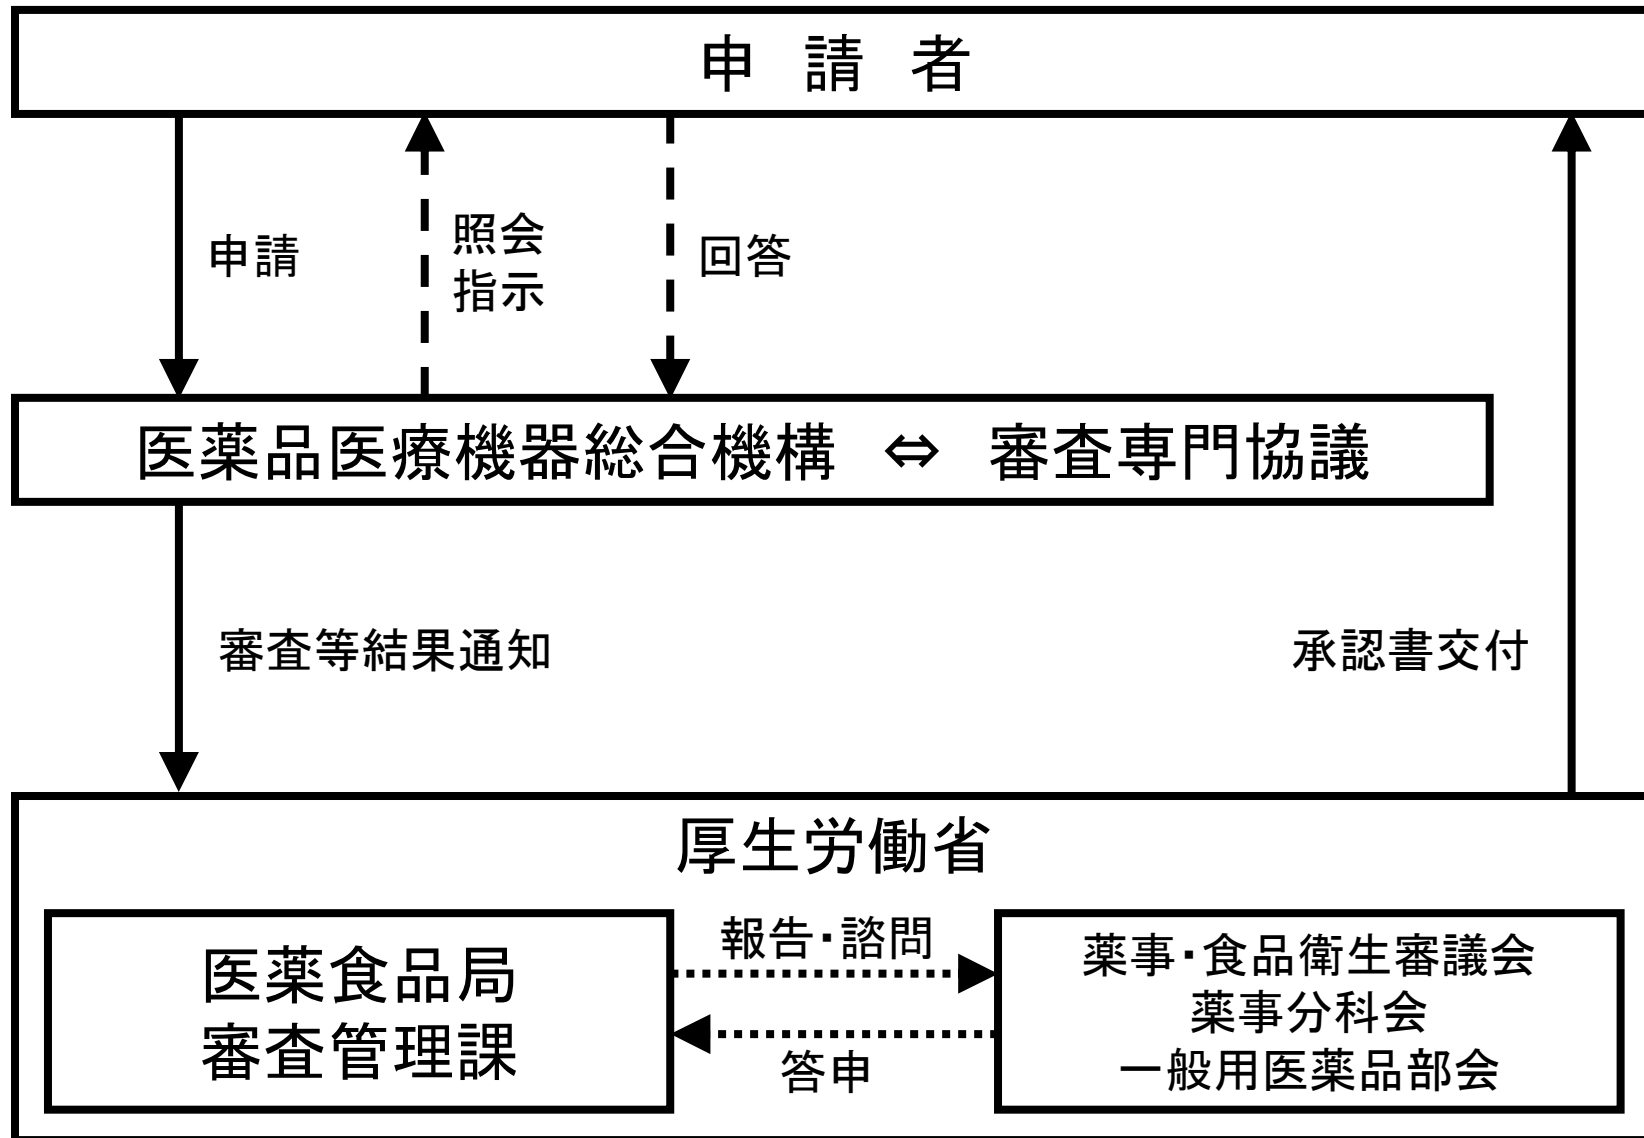 申　請　者
申請
照会
指示
回答
医薬品医療機器総合機構　⇔　審査専門協議
審査等結果通知
承認書交付
厚生労働省
医薬食品局
審査管理課
報告・諮問
答申
薬事・食品衛生審議会
薬事分科会
一般用医薬品部会